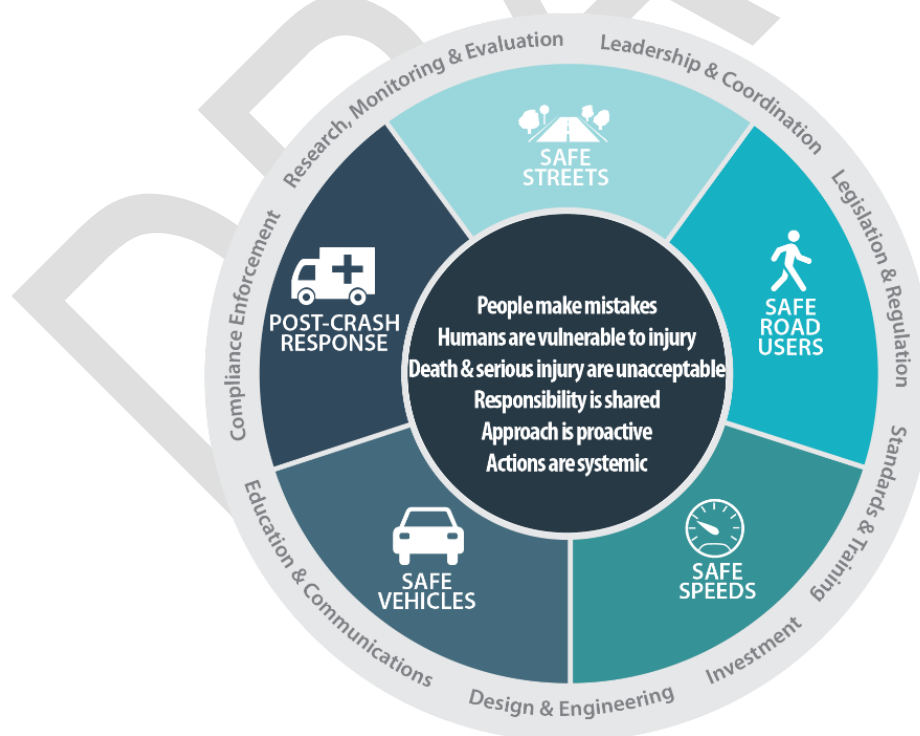 Research, Monitoring & Evaluation
Leadership & Coordination
Legislation & Regulation
Standards & Training
Investment
Design & Engineering
Education & Communications
Compliance Enforcement
SAFE
STREETS
SAFE
ROAD
USERS
SAFE
SPEEDS
SAFE
VEHICLES
POST-CRASH
RESPONSE
People make mistakes
Humans are vulnerable to injury
Death & serious injury are unacceptable
Responsibility is shared
Approach is proactive
Actions are systemic